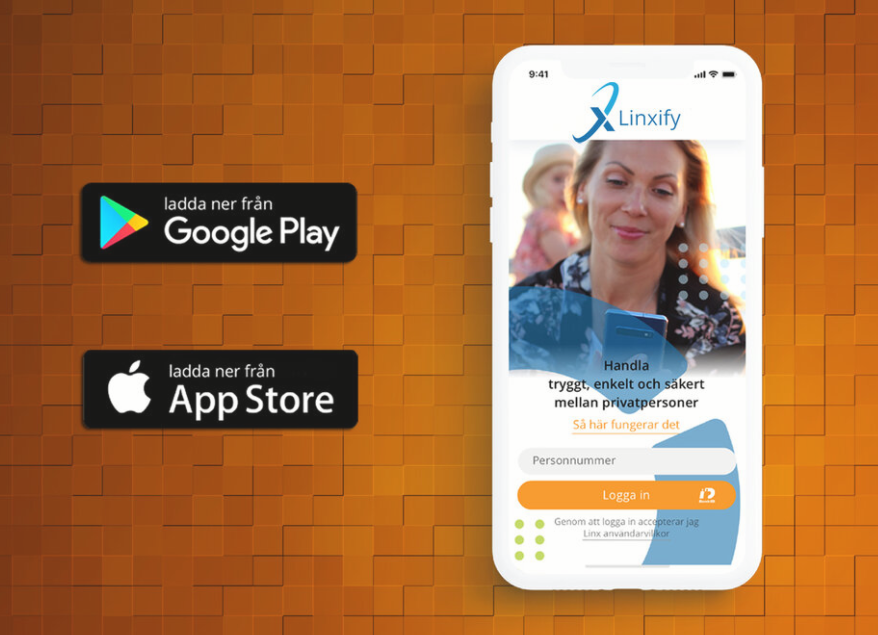 ladda ner från
Google Play
ladda ner från
App Store
9:41
Linxify
Handla
tryggt, enkelt och säkert
mellan privatpersoner
Så här fungerar det
Personnummer
Logga in
Genom att logga in accepterar jag
Linx användarvillkor